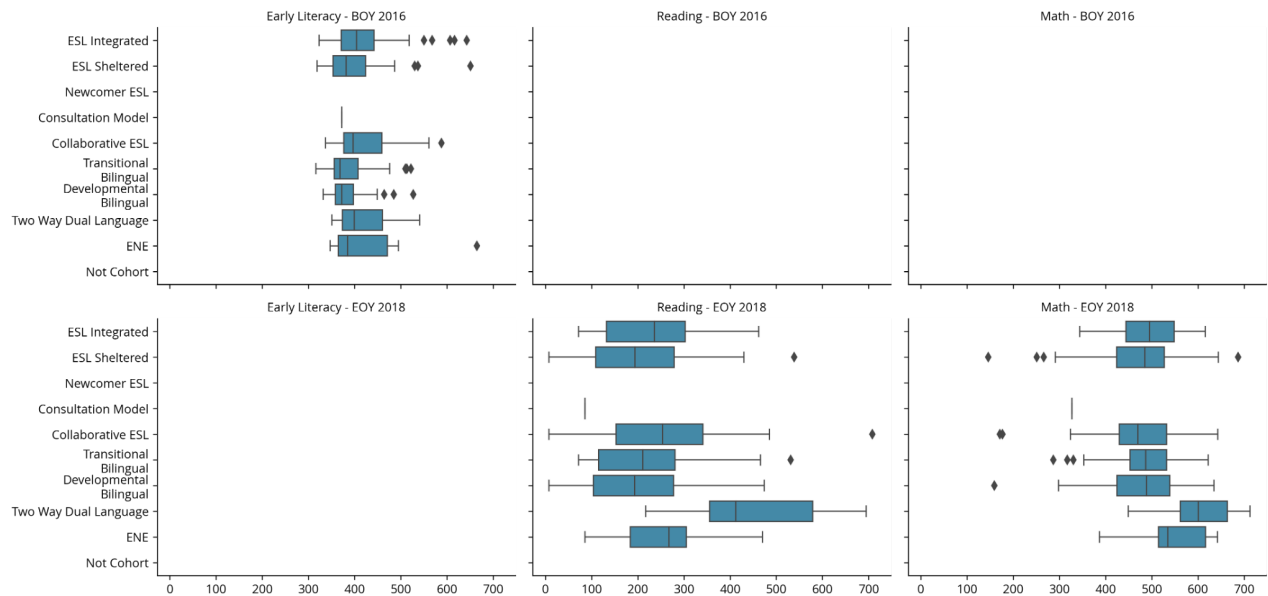 Early Literacy - BOY 2016
Reading - BOY 2016
Math - BOY 2016
ESL Integrated
ESL Sheltered
Newcomer ESL
Consultation Model
Collaborative ESL
Transitional
Bilingual
Developmental
Bilingual
Two Way Dual Language
ENE
Not Cohort
Early Literacy - EOY 2018
Reading - EOY 2018
Math - EOY 2018
ESL Integrated
ESL Sheltered
Newcomer ESL
Consultation Model
Collaborative ESL
Transitional
Bilingual
Developmental
Bilingual
Two Way Dual Language
ENE
Not Cohort
0 100 200 300 400 500 600 700
0 100 200 300 400 500 600 700
0 100 200 300 400 500 600 700